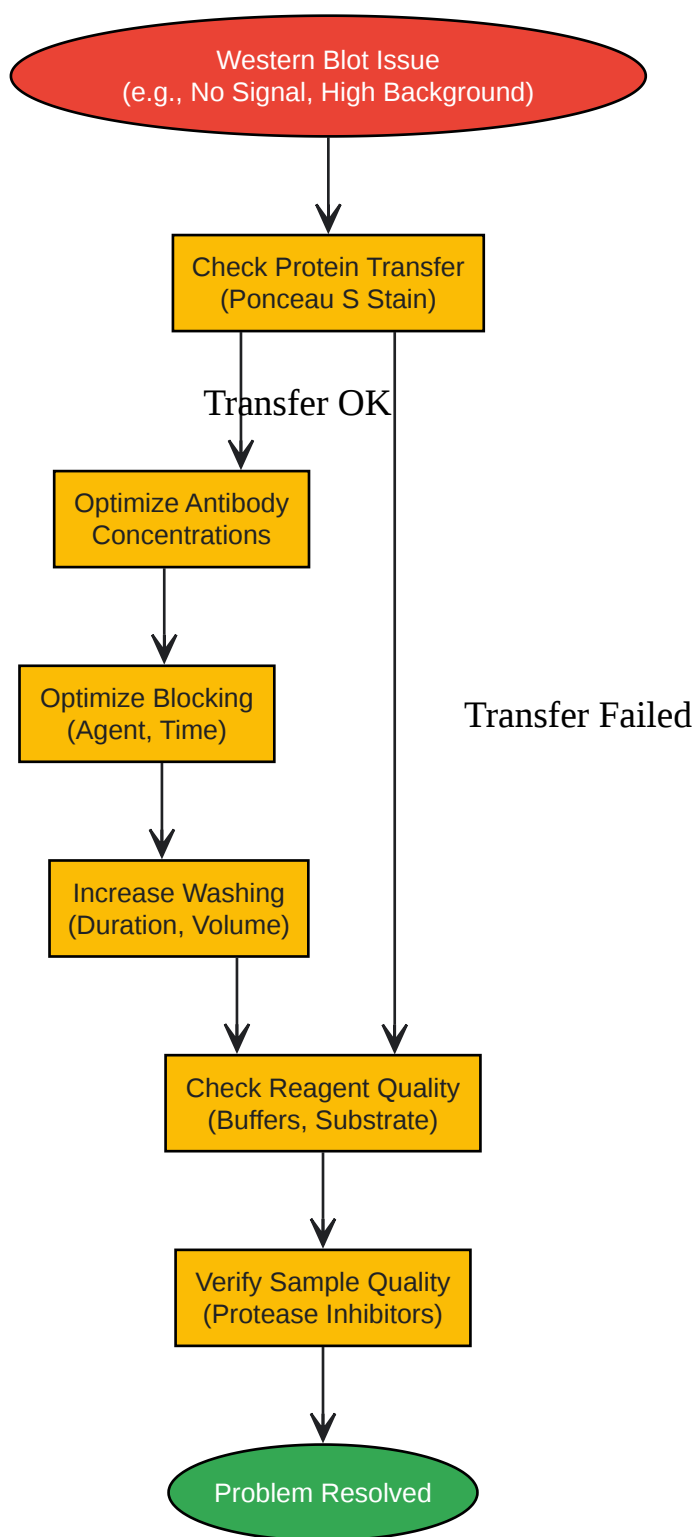 Western Blot Issue
(e.g., No Signal, High Background)
Check Protein Transfer
(Ponceau S Stain)
Transfer OK
Optimize Antibody
Concentrations
Optimize Blocking
(Agent, Time)
Transfer Failed
Increase Washing
(Duration, Volume)
Check Reagent Quality
(Buffers, Substrate)
Verify Sample Quality
(Protease Inhibitors)
Problem Resolved